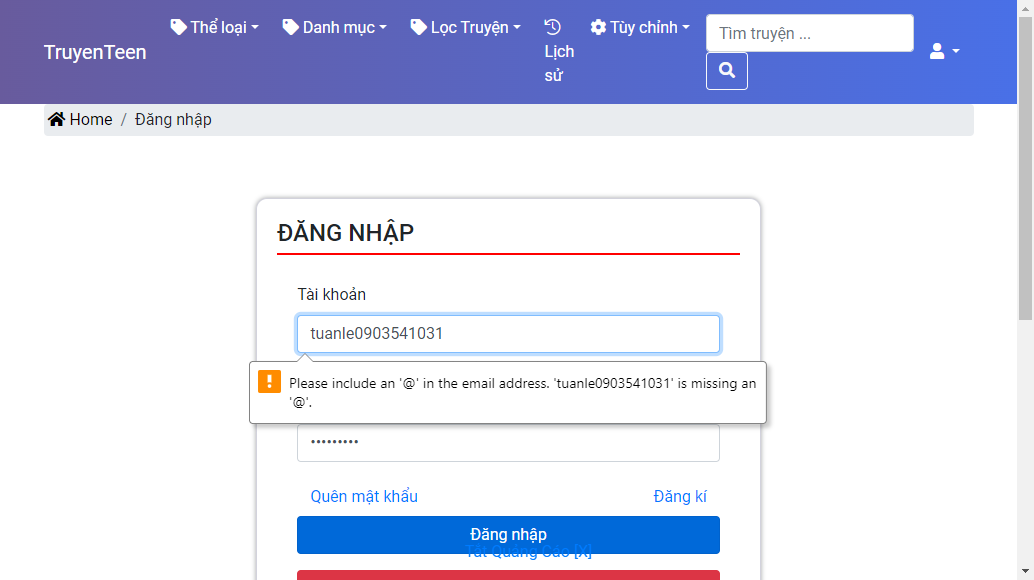 TruyenTeen
Thể loại
Danh mục
Lọc Truyện
Lịch
sử
Tùy chỉnh
Tìm truyện ...
Home / Đăng nhập
ĐĂNG NHẬP
Tài khoản
tuanle0903541031
Please include an '@' in the email address. 'tuanle0903541031' is missing an
'@'.
•••••••••
Quên mật khẩu
Đăng kí
Đăng nhập
Tắt Quảng Cáo [X]